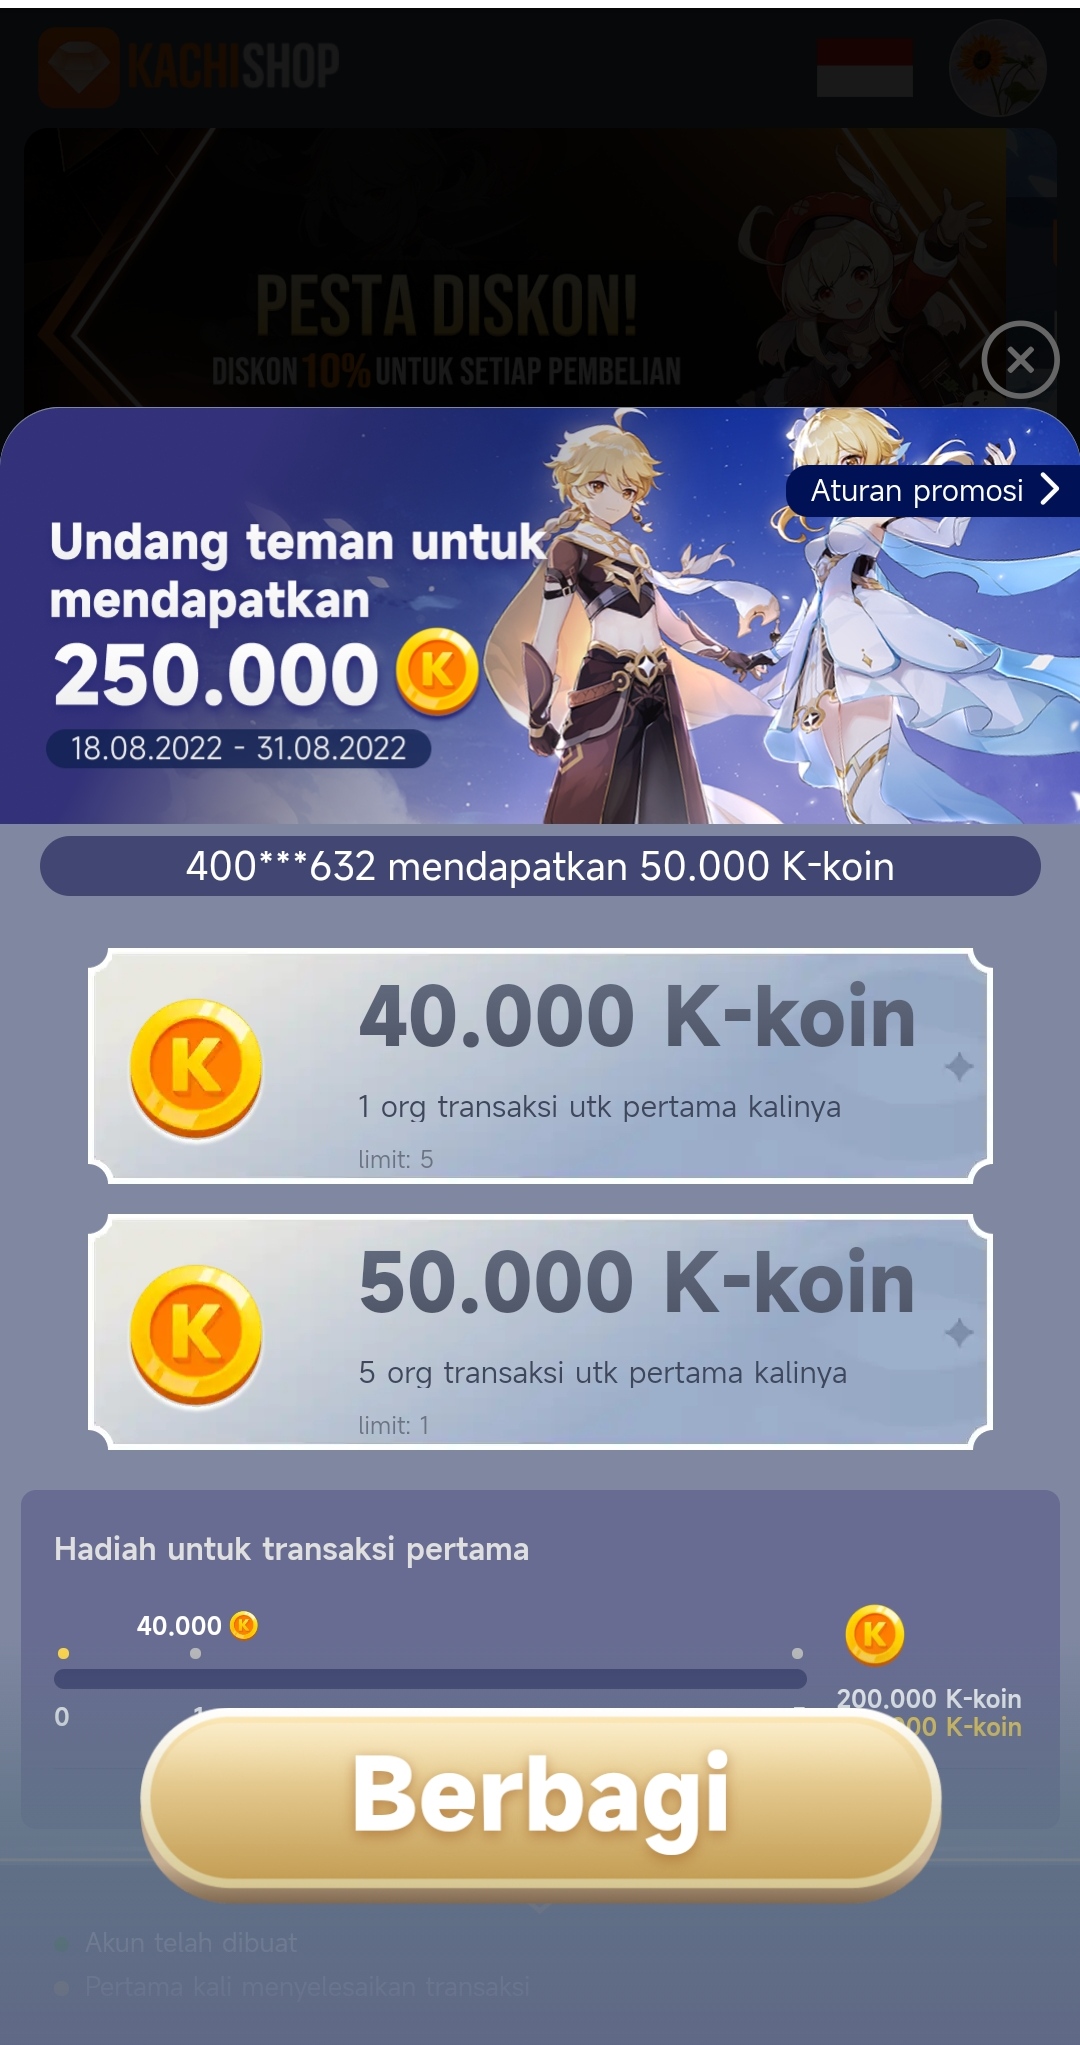 KACHISHOP
PESTA DISKON!
DISKON 10% UNTUK SETIAP PEMBELIAN
Aturan promosi
Undang teman untuk
mendapatkan
250.000 K
18.08.2022 - 31.08.2022
400***632 mendapatkan 50.000 K-koin
K
40.000 K-koin
1 org transaksi utk pertama kalinya
limit: 5
K
50.000 K-koin
5 org transaksi utk pertama kalinya
limit: 1
Hadiah untuk transaksi pertama
40.000 K
K
200.000 K-koin
0
K-koin
Berbagi
Akun telah dibuat
Pertama kali menyelesaikan transaksi